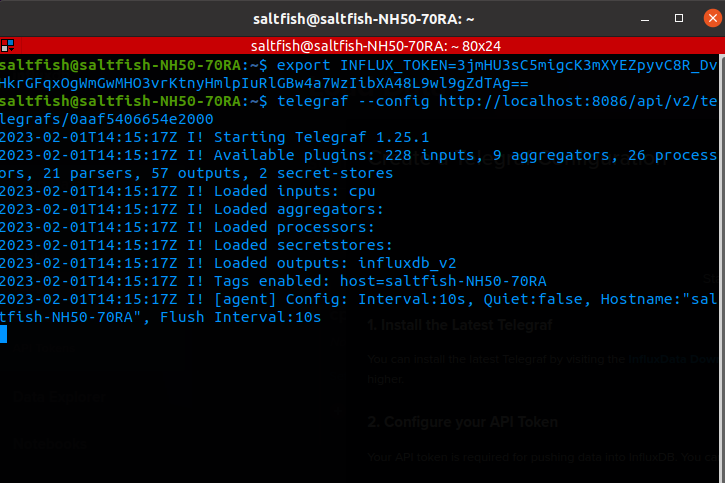 saltfish@saltfish-NH50-70RA: ~
saltfish@saltfish-NH50-70RA: ~ 80x24
saltfish@saltfish-NH50-70RA:~$ export INFLUX_TOKEN=3jmHU3sC5migcK3mXYEZpyvC8R_Dv
HkrGFqxOgWmGwMHO3vrKtnyHmlpIuRlGBw4a7WzIibXA48L9wl9gZdTAg==
saltfish@saltfish-NH50-70RA:~$ telegraf --config http://localhost:8086/api/v2/te
legrafs/0aaf5406654e2000
2023-02-01T14:15:17Z I! Starting Telegraf 1.25.1
2023-02-01T14:15:17Z I! Available plugins: 228 inputs, 9 aggregators, 26 process
ors, 21 parsers, 57 outputs, 2 secret-stores
2023-02-01T14:15:17Z I! Loaded inputs: cpu
2023-02-01T14:15:17Z I! Loaded aggregators:
2023-02-01T14:15:17Z I! Loaded processors:
2023-02-01T14:15:17Z I! Loaded secretstores:
2023-02-01T14:15:17Z I! Loaded outputs: influxdb_v2
2023-02-01T14:15:17Z I! Tags enabled: host=saltfish-NH50-70RA
2023-02-01T14:15:17Z I! [agent] Config: Interval:10s, Quiet:false, Hostname:"sal
tfish-NH50-70RA", Flush Interval:10s
1. Install the Latest Telegraf
You can install the latest Telegraf by visiting the InfluxData Dow
higher.
2. Configure your API Token
Your API token is required for pushing data into InfluxDB. You ca